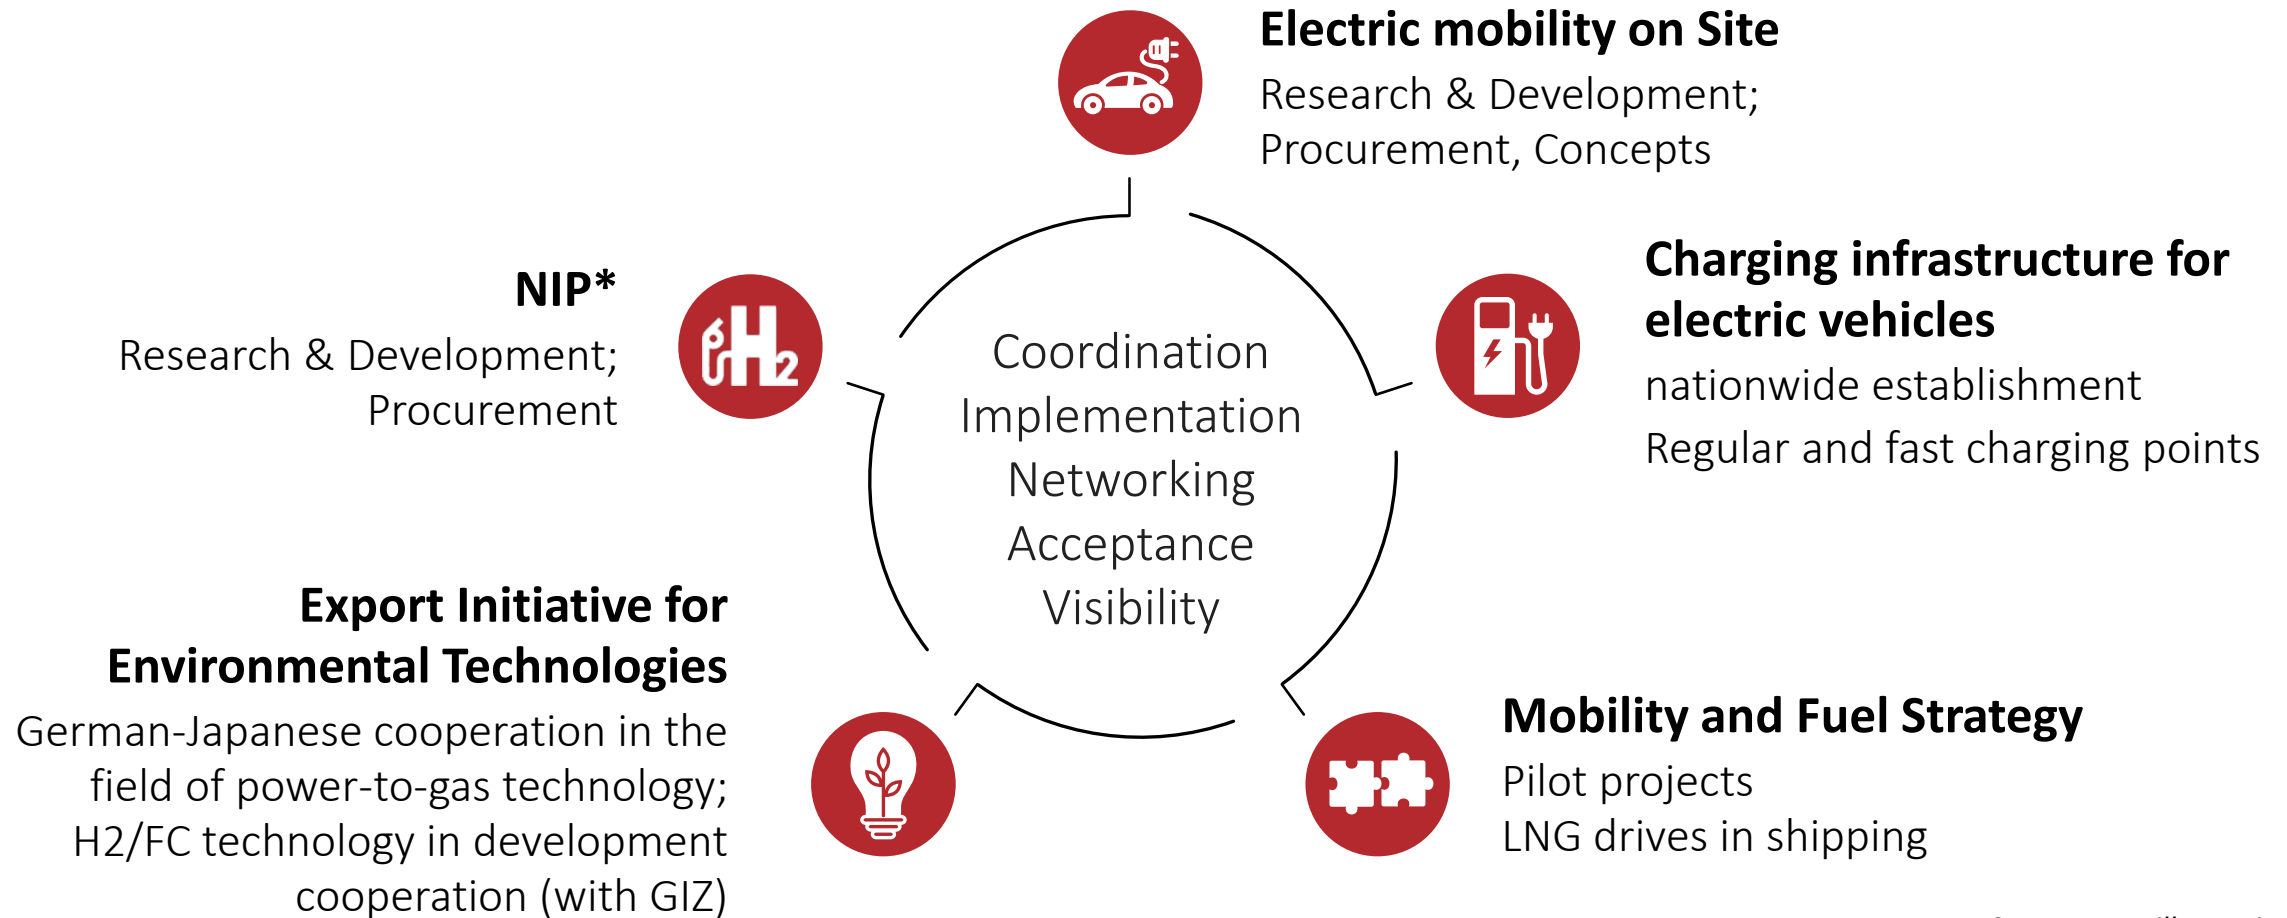 Electric mobility on Site
Research & Development;
Procurement, Concepts
Charging infrastructure for
electric vehicles
nationwide establishment
Regular and fast charging points
Mobility and Fuel Strategy
Pilot projects
LNG drives in shipping
Export Initiative for
Environmental Technologies
German-Japanese cooperation in the
field of power-to-gas technology;
H2/FC technology in development
cooperation (with GIZ)
NIP*
Research & Development;
Procurement
H2
Coordination
Implementation
Networking
Acceptance
Visibility